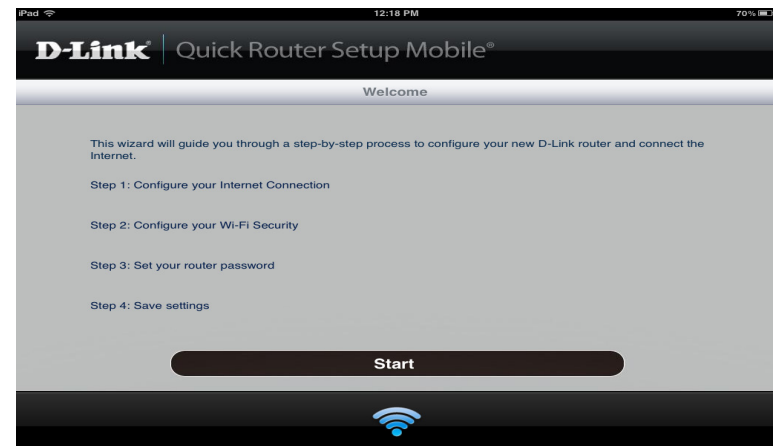 iPad 12:18 PM 70%
D-Link® Quick Router Setup Mobile®
Welcome
This wizard will guide you through a step-by-step process to configure your new D-Link router and connect the
Internet.
Step 1: Configure your Internet Connection
Step 2: Configure your Wi-Fi Security
Step 3: Set your router password
Step 4: Save settings
Start